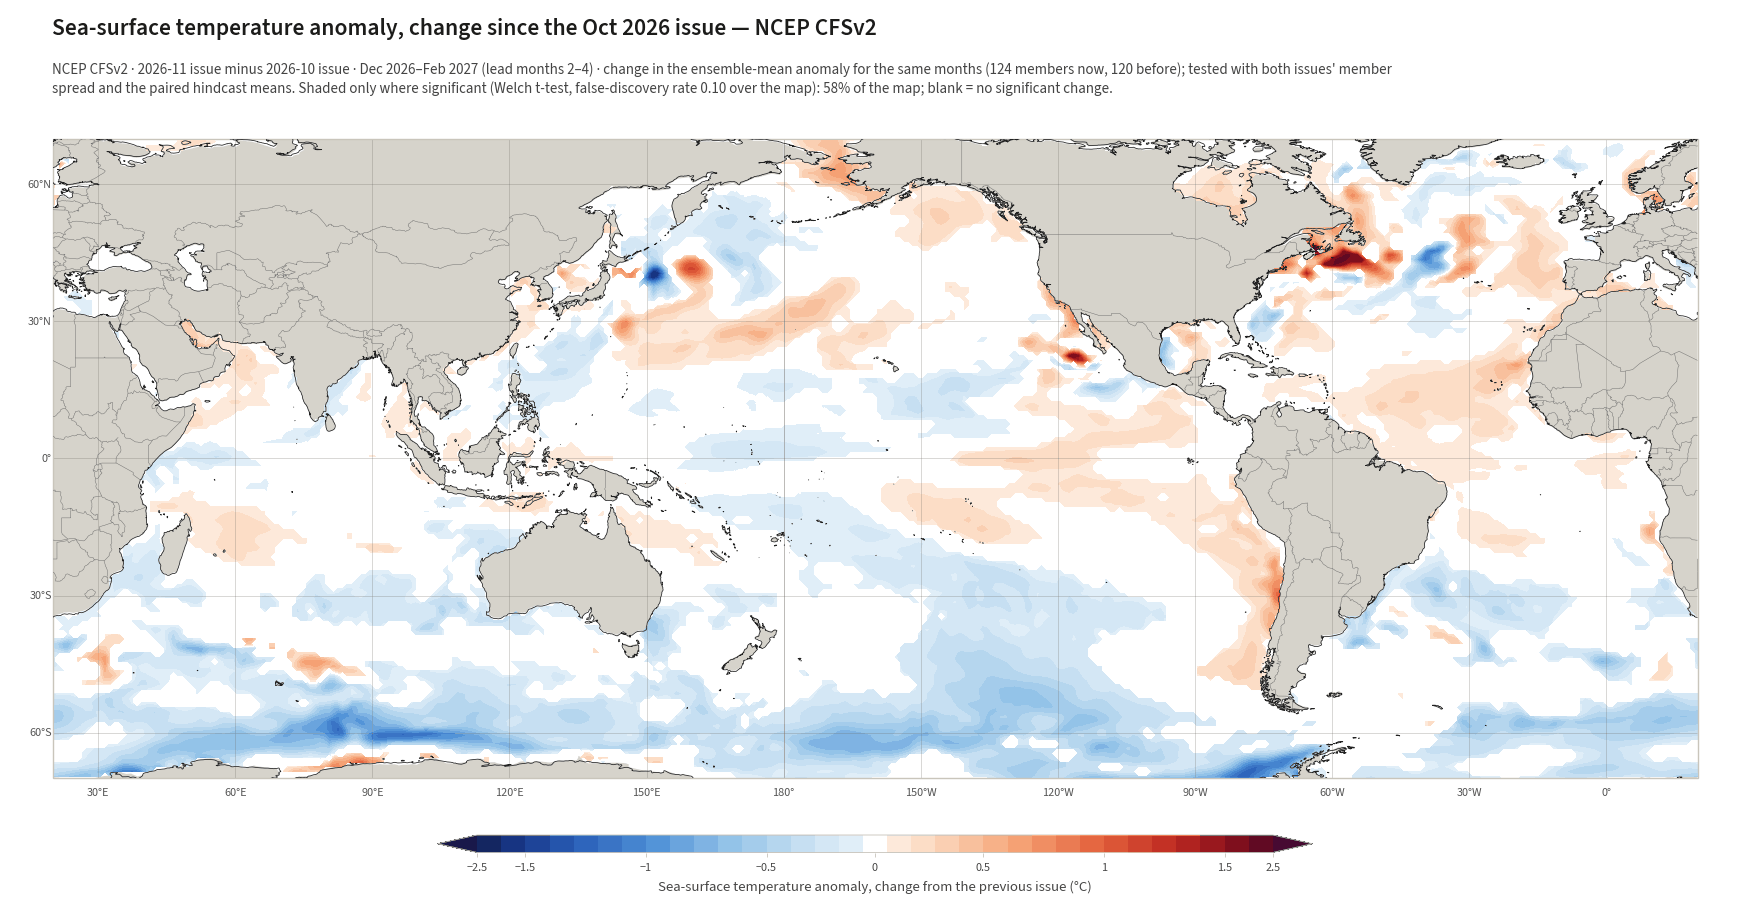 Sea-surface temperature anomaly, change since the Oct 2026 issue — NCEP CFSv2
NCEP CFSv2 · 2026-11 issue minus 2026-10 issue · Dec 2026–Feb 2027 (lead months 2–4) · change in the ensemble-mean anomaly for the same months (124 members now, 120 before); tested with both issues' member
spread and the paired hindcast means. Shaded only where significant (Welch t-test, false-discovery rate 0.10 over the map): 58% of the map; blank = no significant change.
60°N
30°N
0°
30°S
60°S
30°E 60°E 90°E 120°E 150°E 180° 150°W 120°W 90°W 60°W 30°W 0°
−2.5 −1.5 −1 −0.5 0 0.5 1 1.5 2.5
Sea-surface temperature anomaly, change from the previous issue (°C)